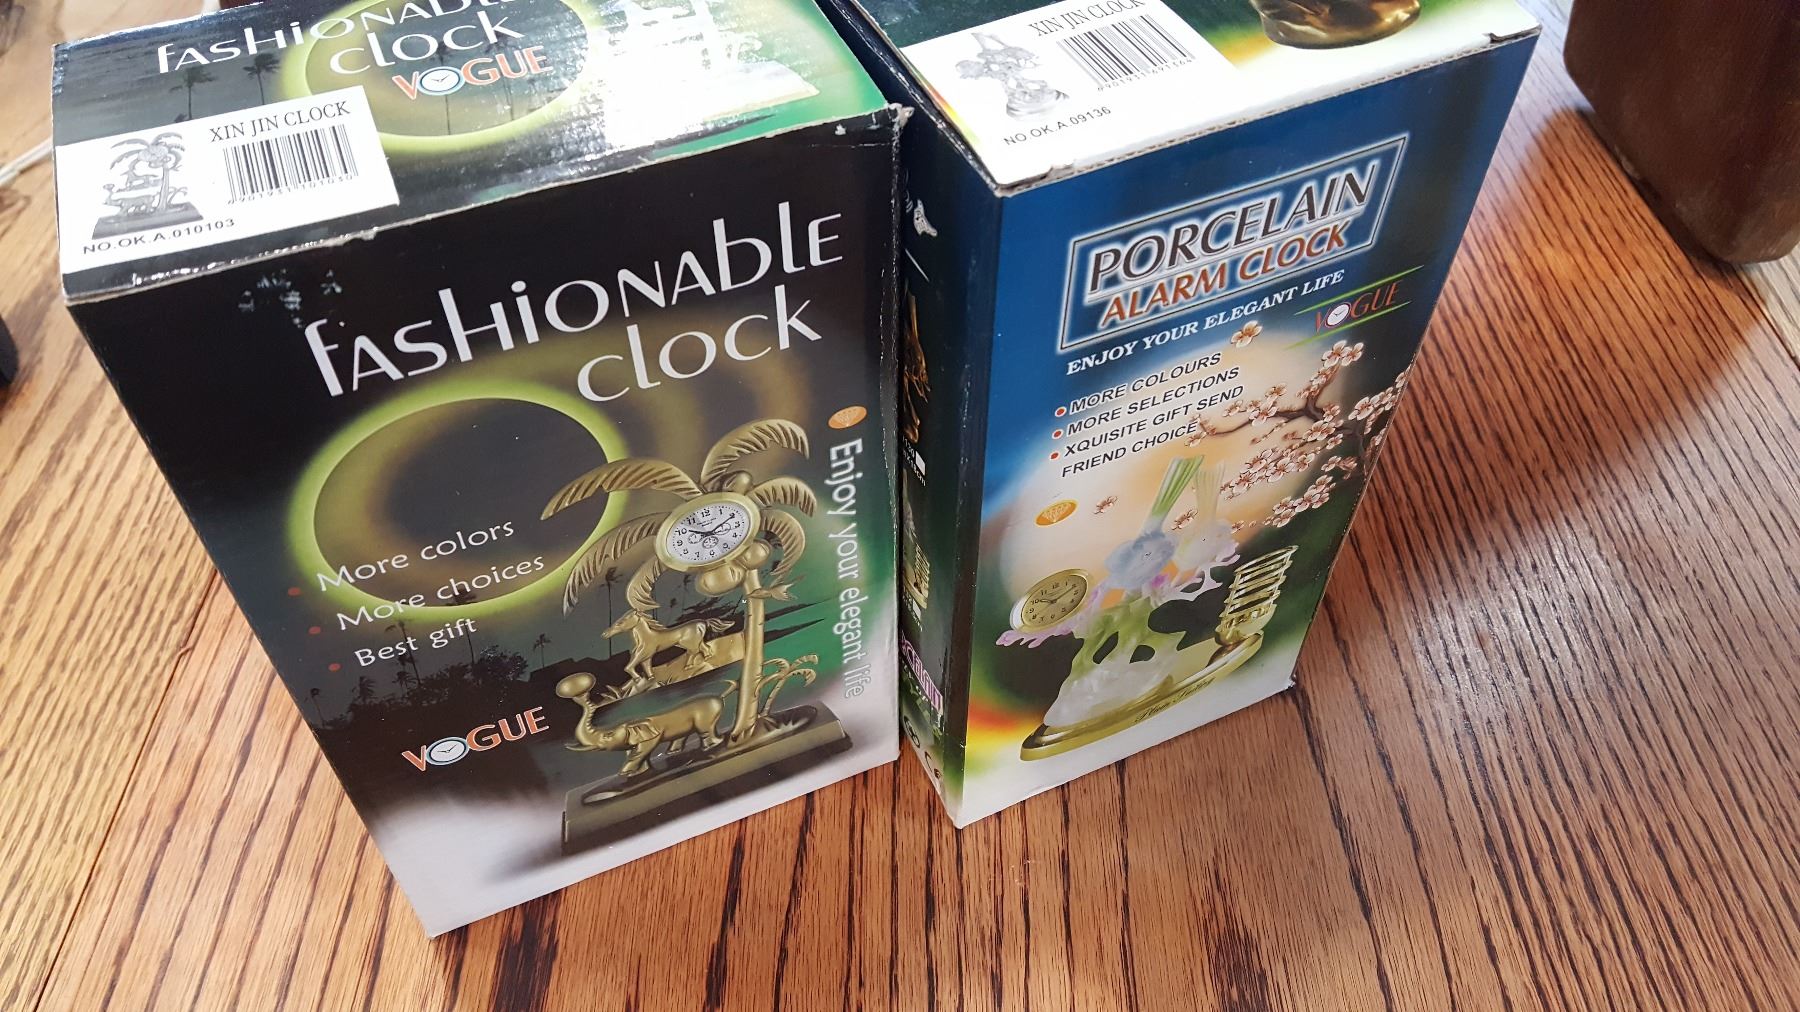 fASHiONAblE
clock
VOGUE
XIN JIN CLOCK
6901931101030
NO.OK.A.010103
fASHiONAblE
clock
More colors
More choices
Best gift
VOGUE
Enjoy your elegant life
XIN JIN CLOCK
NO.OK.A.09136
PORCELAIN
ALARM CLOCK
ENJOY YOUR ELEGANT LIFE
VOGUE
MORE COLOURS
MORE SELECTIONS
XQUISITE GIFT SEND
FRIEND CHOICE